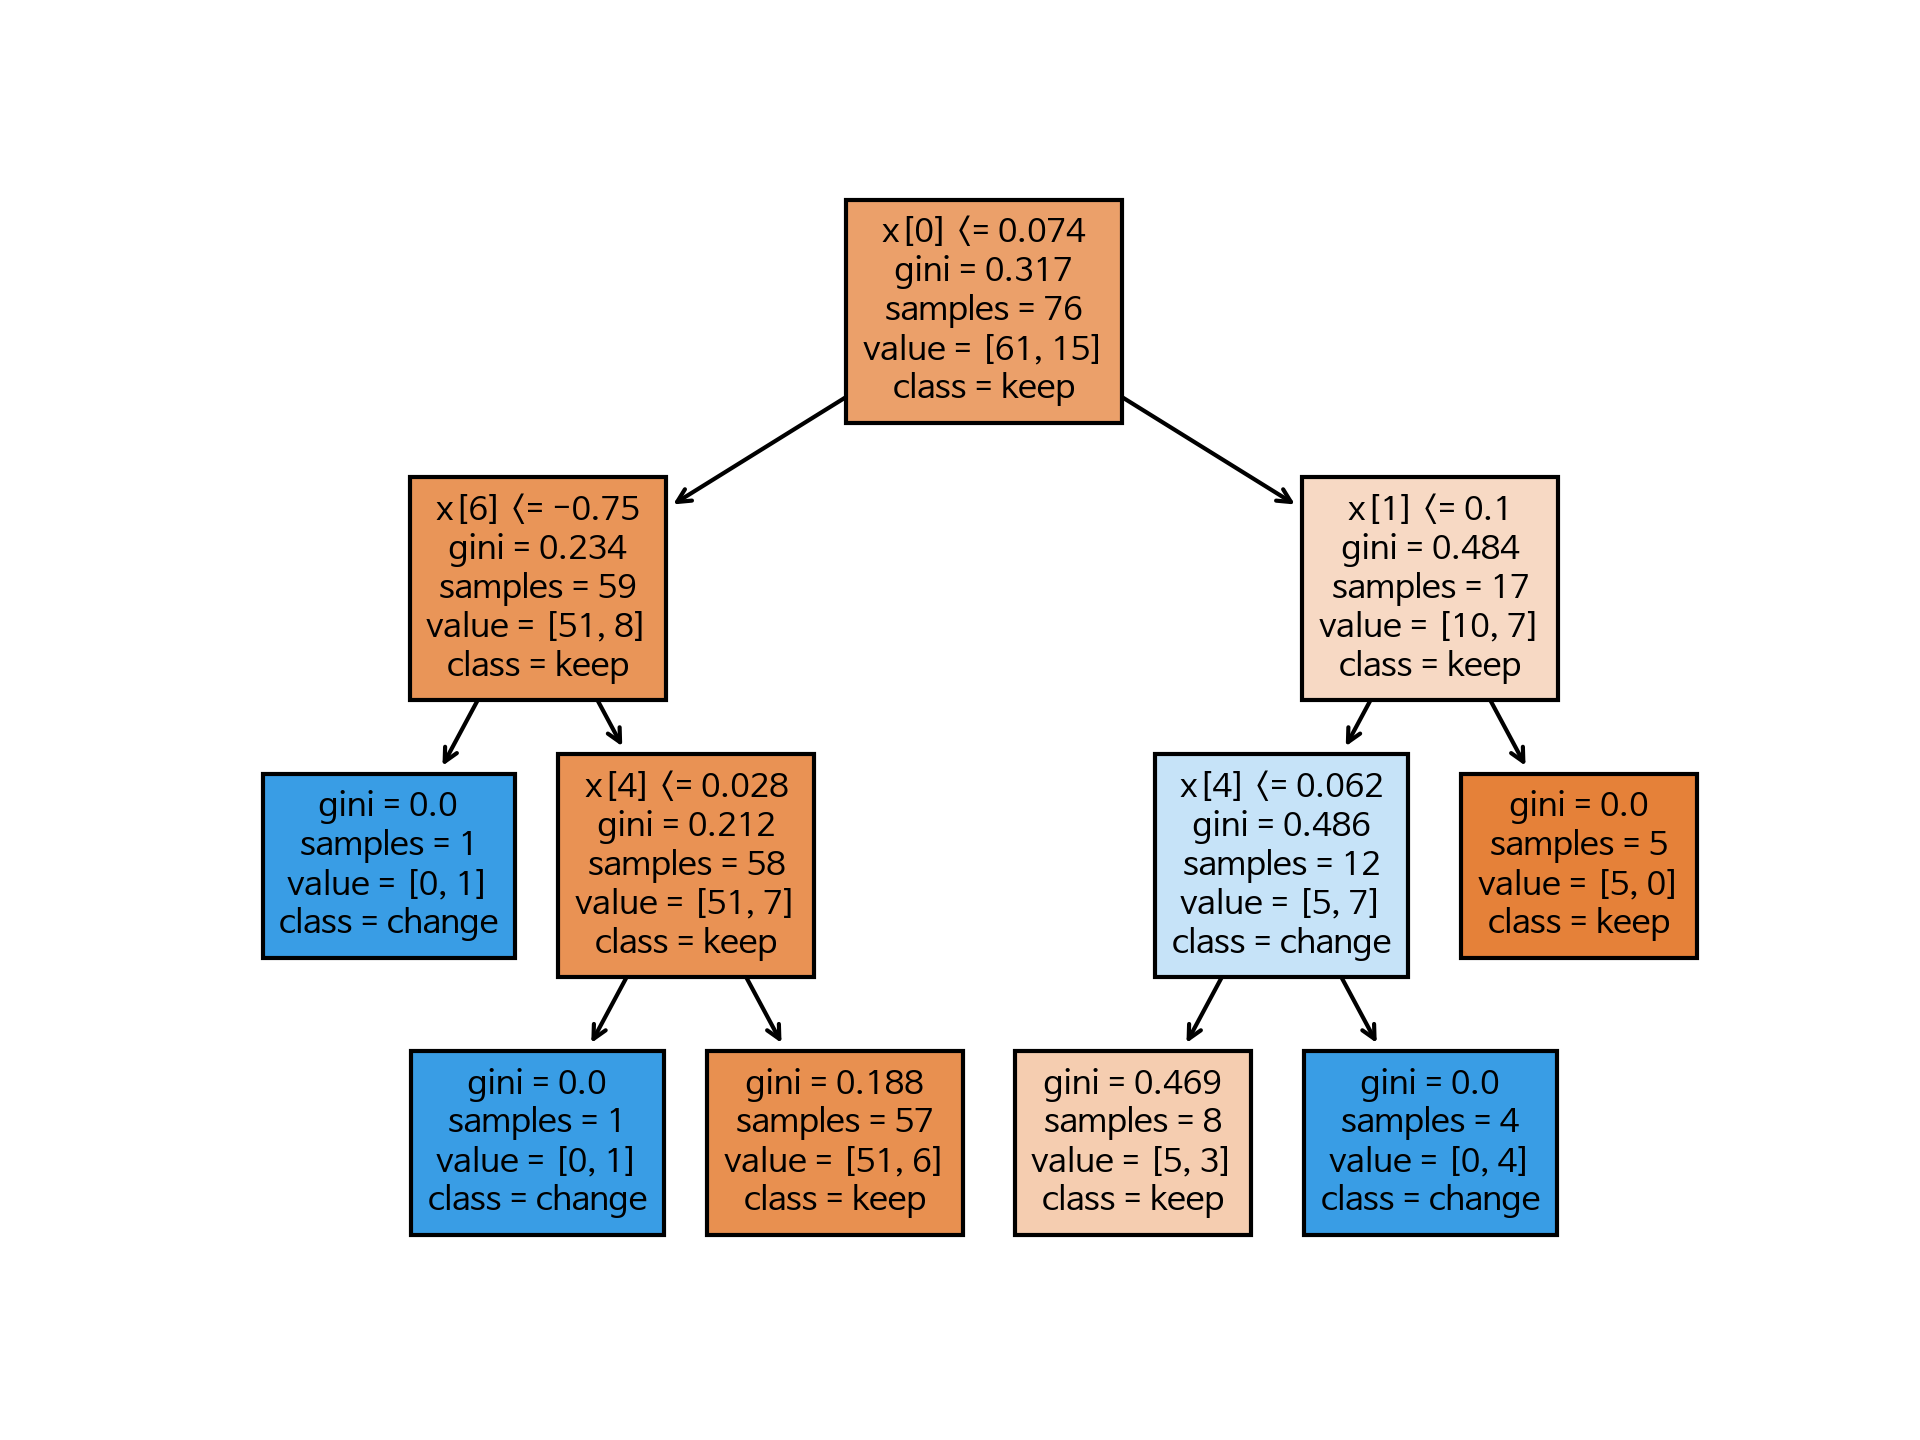 x[0] <= 0.074
gini = 0.317
samples = 76
value = [61, 15]
class = keep
x[6] <= −0.75
gini = 0.234
samples = 59
value = [51, 8]
class = keep
x[1] <= 0.1
gini = 0.484
samples = 17
value = [10, 7]
class = keep
gini = 0.0
samples = 1
value = [0, 1]
class = change
x[4] <= 0.028
gini = 0.212
samples = 58
value = [51, 7]
class = keep
x[4] <= 0.062
gini = 0.486
samples = 12
value = [5, 7]
class = change
gini = 0.0
samples = 5
value = [5, 0]
class = keep
gini = 0.0
samples = 1
value = [0, 1]
class = change
gini = 0.188
samples = 57
value = [51, 6]
class = keep
gini = 0.469
samples = 8
value = [5, 3]
class = keep
gini = 0.0
samples = 4
value = [0, 4]
class = change